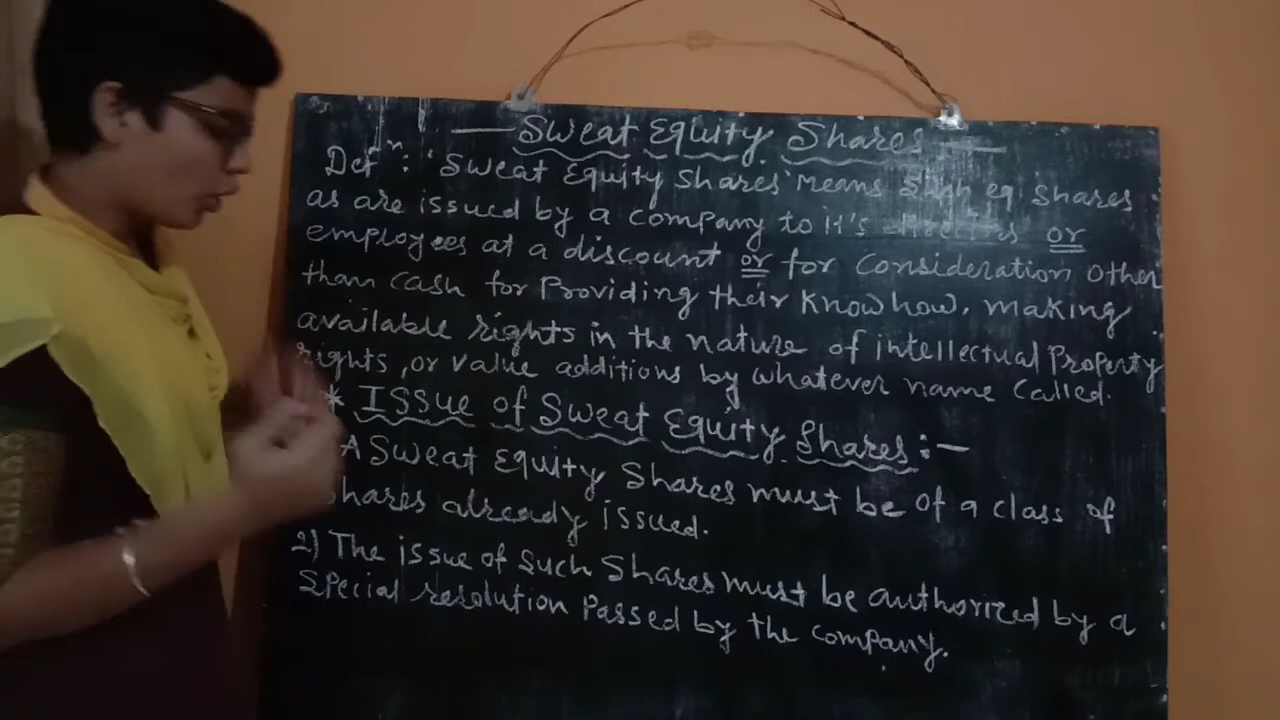 — Sweat Equity Shares —
Defⁿ : 'Sweat Equity Shares' means such eq. shares
as are issued by a company to it's directors or
employees at a discount or for consideration other
than cash for Providing their Knowhow, making
available rights in the nature of intellectual Property
rights, or value additions by whatever name called.
* Issue of Sweat Equity Shares :-
A Sweat Equity Shares must be of a class of
shares already issued.
2) The issue of such Shares must be authorized by a
special resolution Passed by the company.